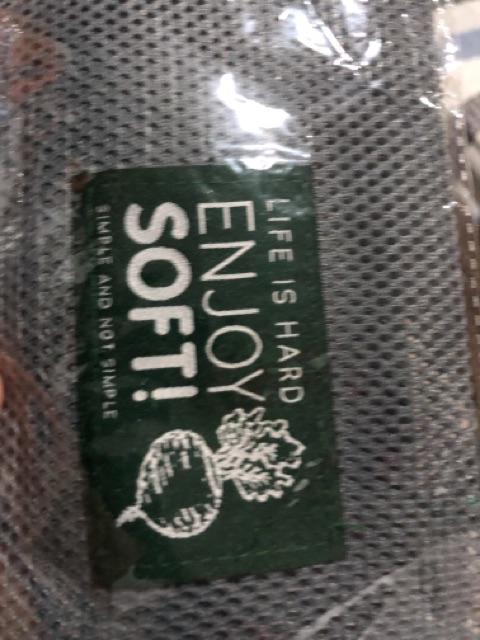 LIFE IS HARD
ENJOY
SOFT!
SIMPLE AND NOT SIMPLE